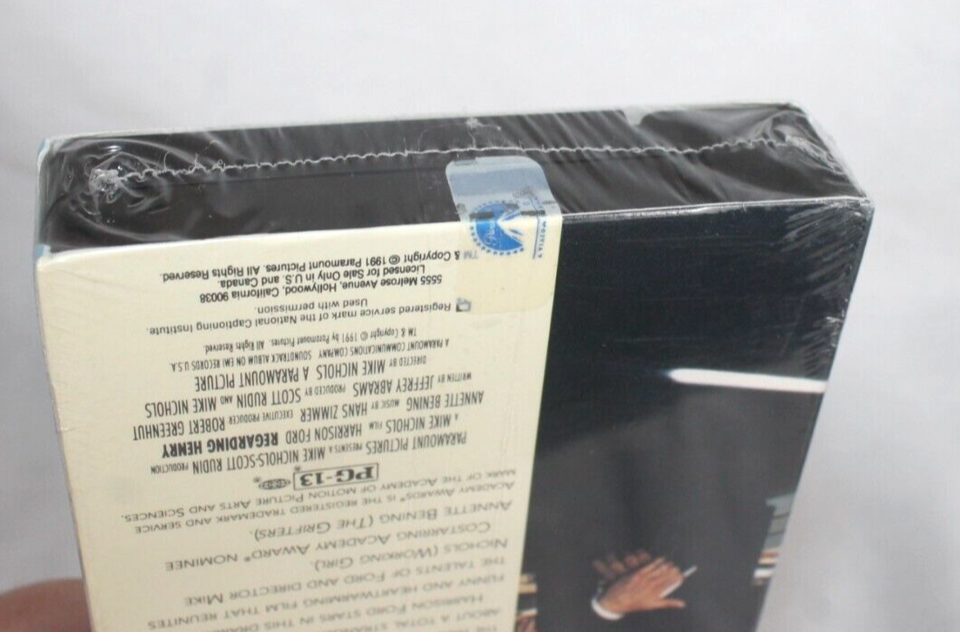 ABOUT A TOTAL
HARRISON FORD STARS IN THIS
FUNNY AND HEARTWARMING FILM THAT REUNITES
THE TALENTS OF FORD AND DIRECTOR MIKE
NICHOLS (WORKING GIRL).
COSTARRING ACADEMY AWARD® NOMINEE
ANNETTE BENING (THE GRIFTERS).
ACADEMY AWARDS® IS THE REGISTERED TRADEMARK AND SERVICE
MARK OF THE ACADEMY OF MOTION PICTURE ARTS AND SCIENCES.
PG-13
PARAMOUNT PICTURES PRESENTS A MIKE NICHOLS-SCOTT RUDIN PRODUCTION
A MIKE NICHOLS FILM HARRISON FORD REGARDING HENRY
ANNETTE BENING MUSIC BY HANS ZIMMER EXECUTIVE PRODUCER ROBERT GREENHUT
WRITTEN BY JEFFREY ABRAMS PRODUCED BY SCOTT RUDIN AND MIKE NICHOLS
DIRECTED BY MIKE NICHOLS A PARAMOUNT PICTURE
A PARAMOUNT COMMUNICATIONS COMPANY SOUNDTRACK ALBUM ON EMI RECORDS U.S.A.
TM & Copyright © 1991 by Paramount Pictures. All Rights Reserved.
Registered service mark of the National Captioning Institute.
Used with permission.
5555 Melrose Avenue, Hollywood, California 90038
Licensed for Sale Only in U.S. and Canada.
TM & Copyright © 1991 Paramount Pictures. All Rights Reserved.